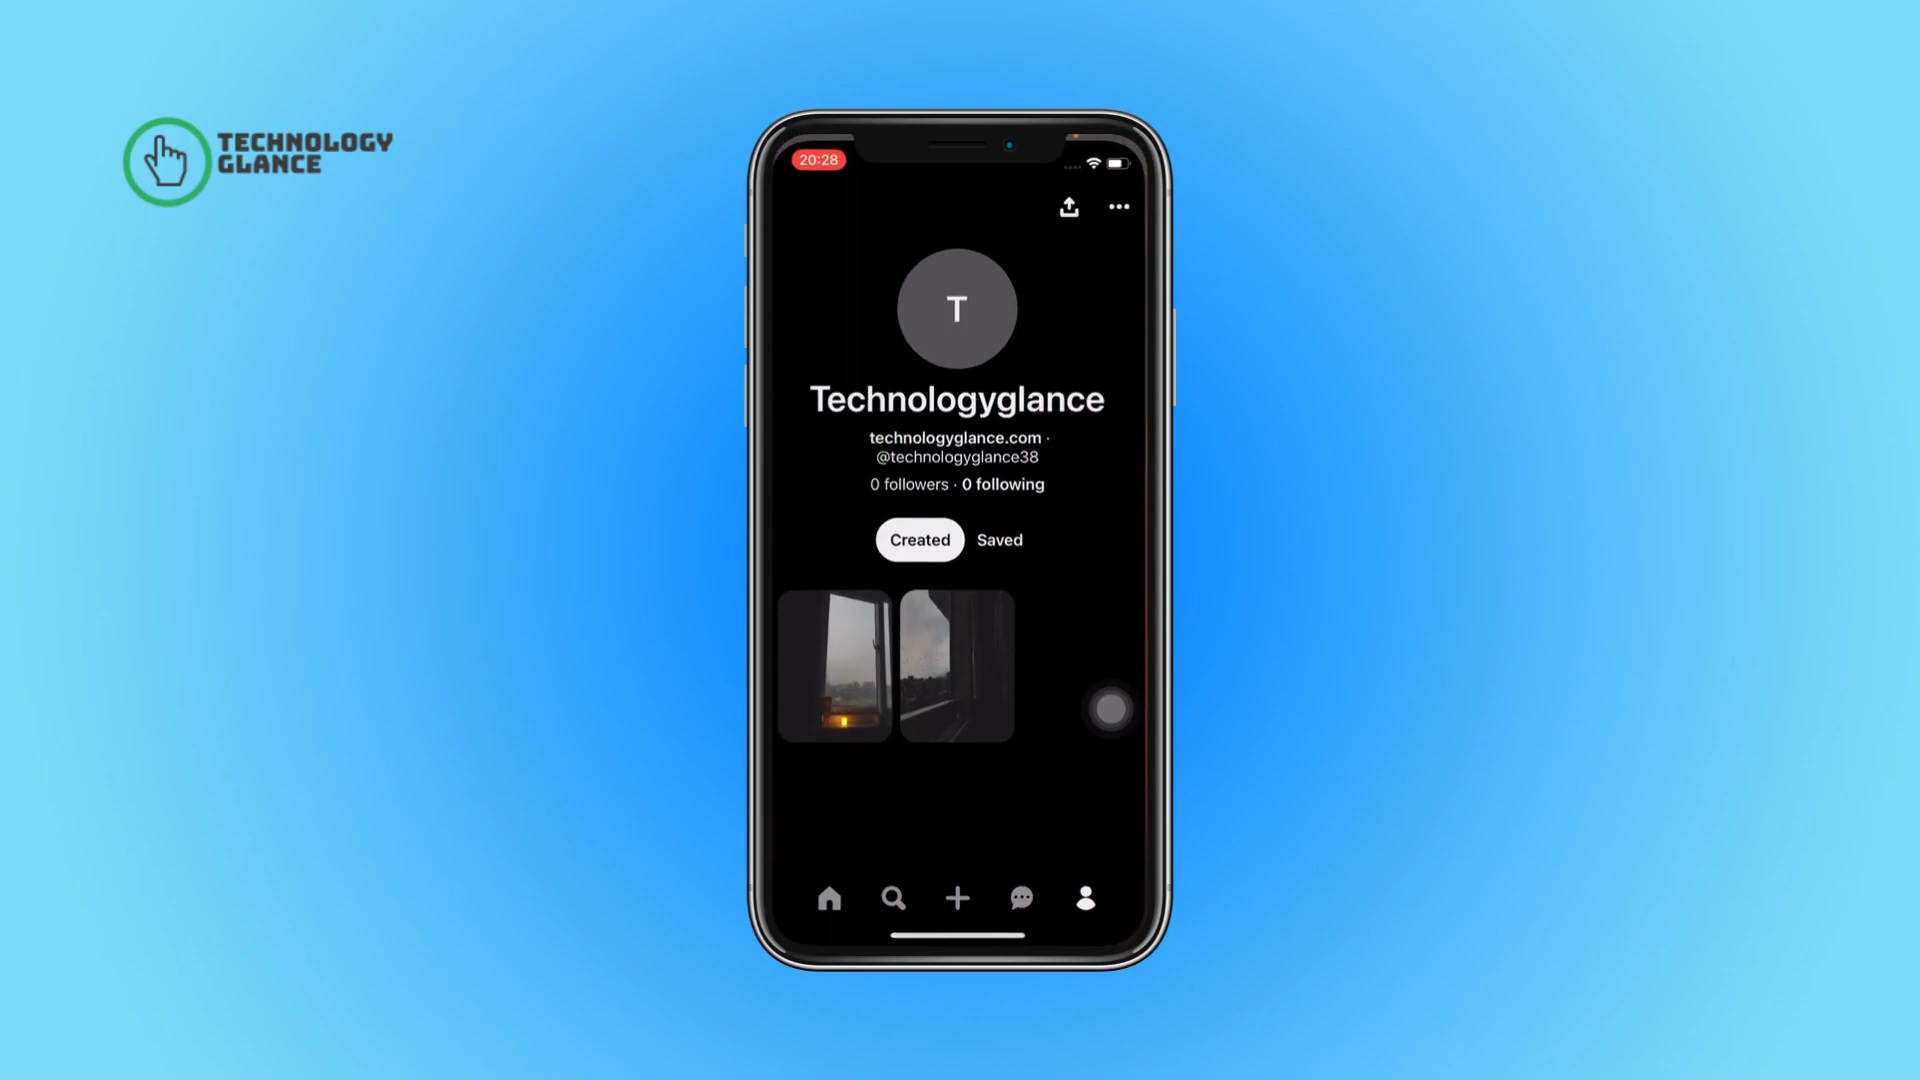 TECHNOLOGY
GLANCE
20:28
T
Technologyglance
technologyglance.com ·
@technologyglance38
0 followers · 0 following
Created Saved